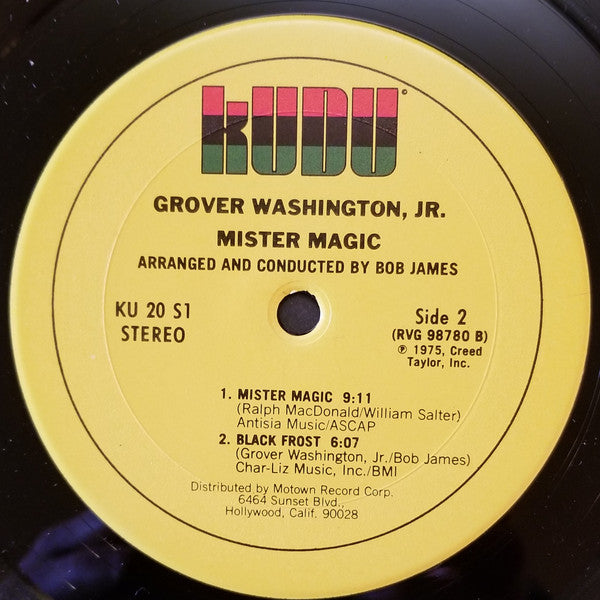 KUDU®
GROVER WASHINGTON, JR.
MISTER MAGIC
ARRANGED AND CONDUCTED BY BOB JAMES
KU 20 S1
STEREO
Side 2
(RVG 98780 B)
℗ 1975, Creed
Taylor, Inc.
1. MISTER MAGIC 9:11
(Ralph MacDonald/William Salter)
Antisia Music/ASCAP
2. BLACK FROST 6:07
(Grover Washington, Jr./Bob James)
Char-Liz Music, Inc./BMI
Distributed by Motown Record Corp.
6464 Sunset Blvd.,
Hollywood, Calif. 90028